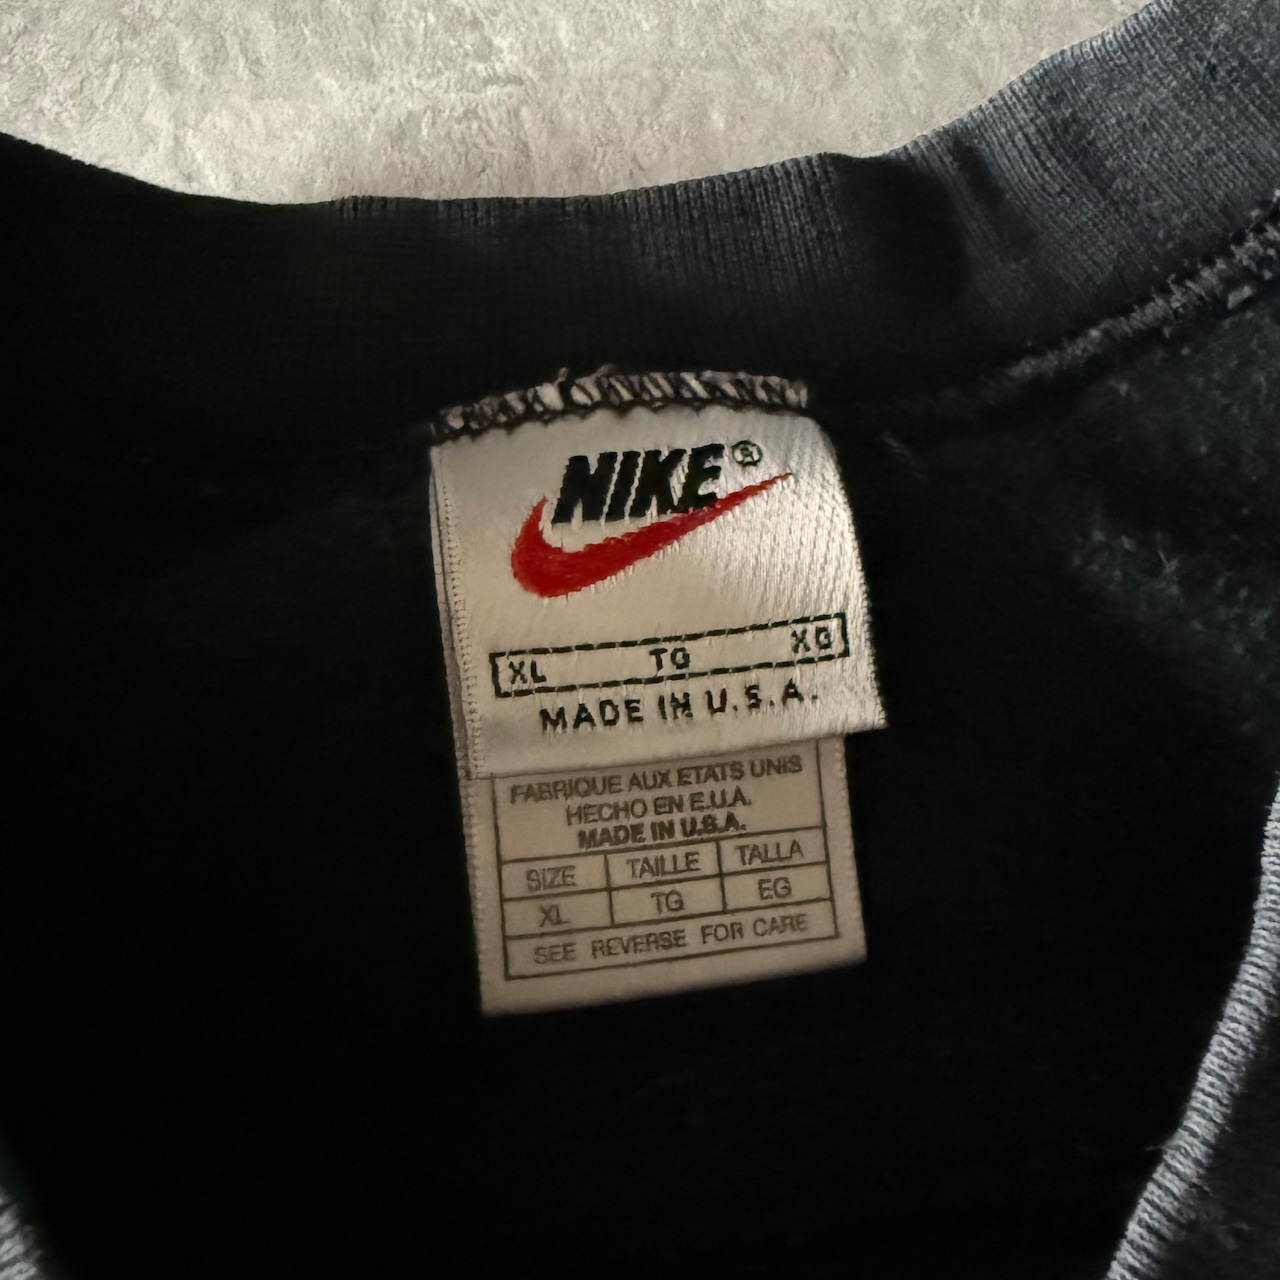 NIKE®
XL TG XG
MADE IN U.S.A.
FABRIQUE AUX ETATS UNIS
HECHO EN E.U.A.
MADE IN U.S.A.
SIZE TAILLE TALLA
XL TG EG
SEE REVERSE FOR CARE